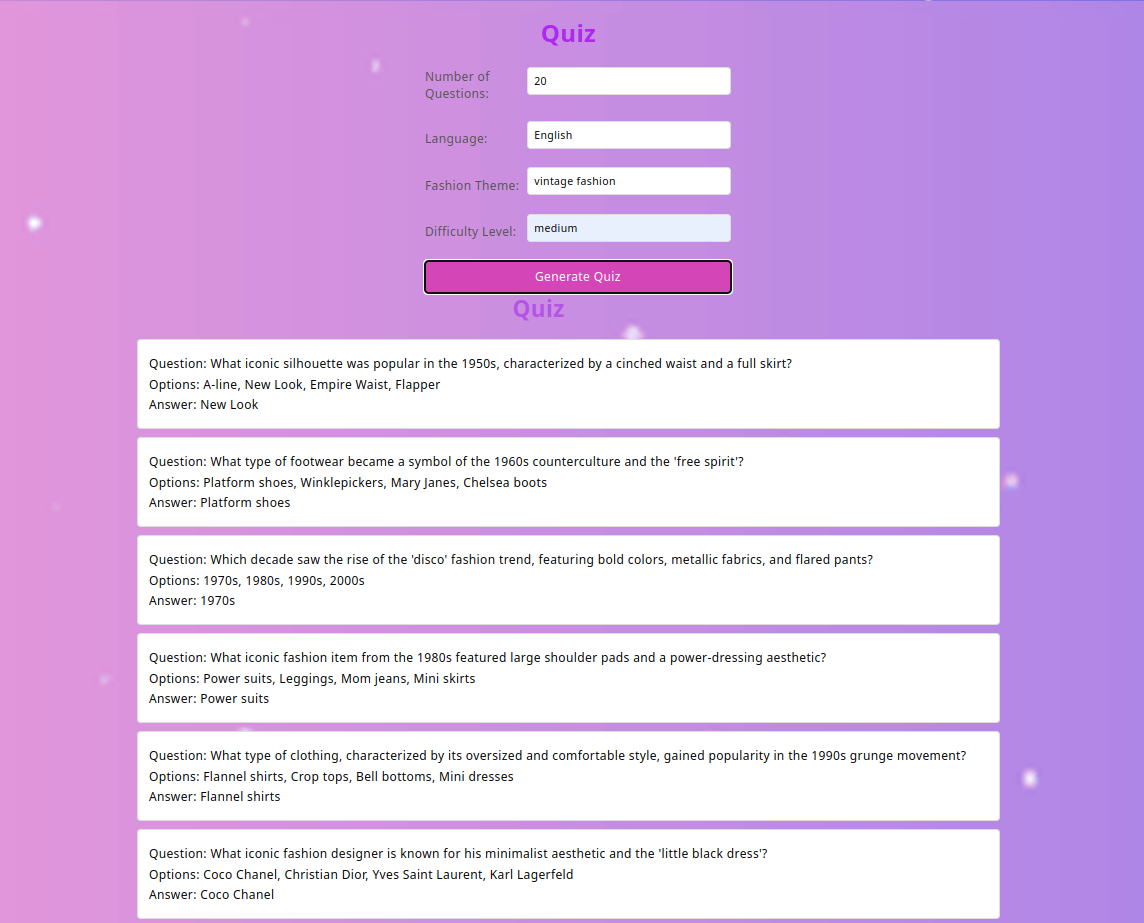 Quiz
Number of
Questions:
20
Language:
English
Fashion Theme:
vintage fashion
Difficulty Level:
medium
Generate Quiz
Quiz
Question: What iconic silhouette was popular in the 1950s, characterized by a cinched waist and a full skirt?
Options: A-line, New Look, Empire Waist, Flapper
Answer: New Look
Question: What type of footwear became a symbol of the 1960s counterculture and the 'free spirit'?
Options: Platform shoes, Winklepickers, Mary Janes, Chelsea boots
Answer: Platform shoes
Question: Which decade saw the rise of the 'disco' fashion trend, featuring bold colors, metallic fabrics, and flared pants?
Options: 1970s, 1980s, 1990s, 2000s
Answer: 1970s
Question: What iconic fashion item from the 1980s featured large shoulder pads and a power-dressing aesthetic?
Options: Power suits, Leggings, Mom jeans, Mini skirts
Answer: Power suits
Question: What type of clothing, characterized by its oversized and comfortable style, gained popularity in the 1990s grunge movement?
Options: Flannel shirts, Crop tops, Bell bottoms, Mini dresses
Answer: Flannel shirts
Question: What iconic fashion designer is known for his minimalist aesthetic and the 'little black dress'?
Options: Coco Chanel, Christian Dior, Yves Saint Laurent, Karl Lagerfeld
Answer: Coco Chanel